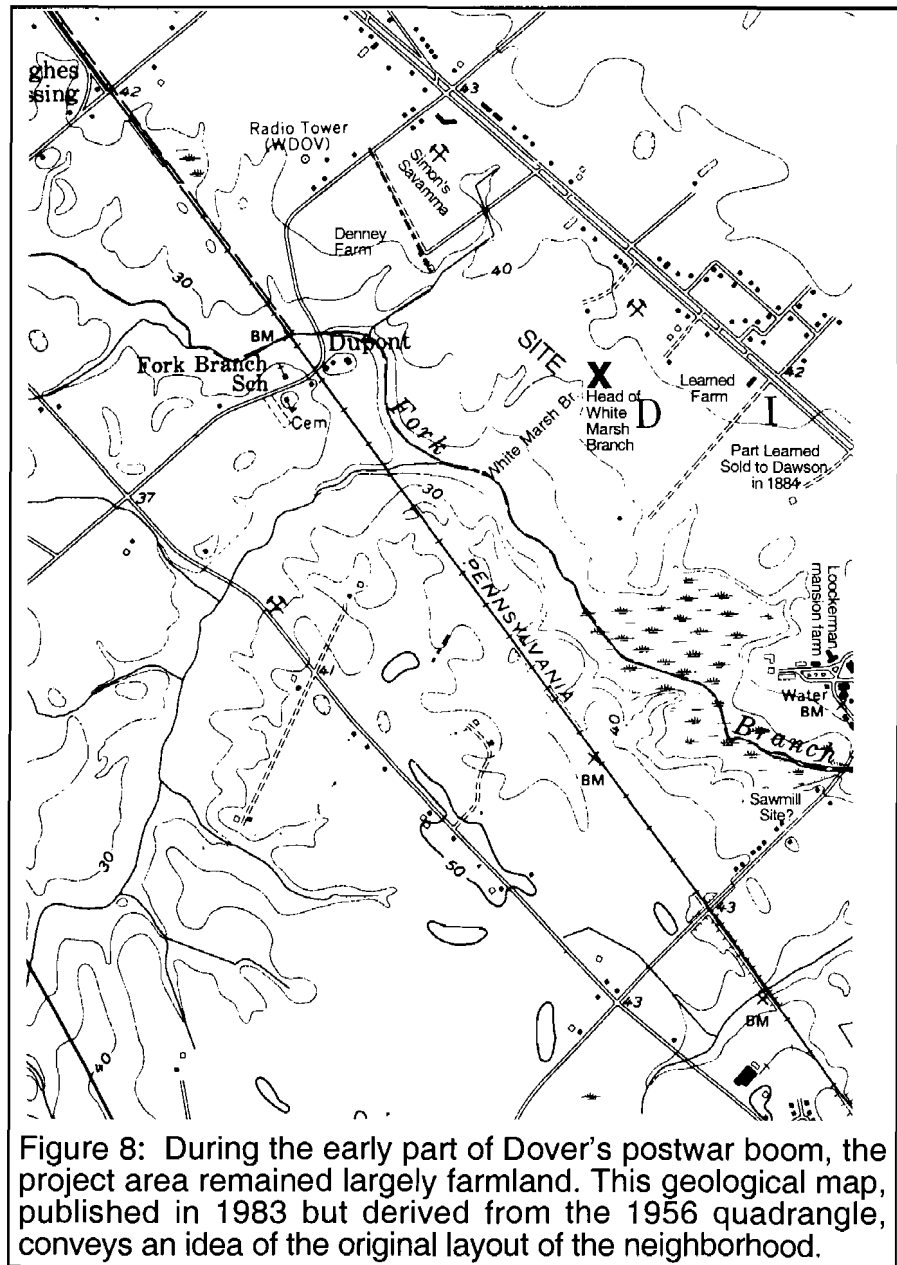 ghes
ssing
42
43
Radio Tower
(WDOV)
Simon's
Savamma
Denney
Farm
30
40
BM
Dupont
Fork Branch
Sch
Cem
SITE
X
Head of
White
Marsh
Branch
D
I
Learned
Farm
42
Part Learned
Sold to Dawson
in 1884
Fork
White Marsh Br.
30
37
PENNSYLVANIA
41
Loockerman
mansion farm
Water
BM
40
Branch
BM
Sawmill
Site?
30
50
43
43
BM
40
Figure 8: During the early part of Dover's postwar boom, the
project area remained largely farmland. This geological map,
published in 1983 but derived from the 1956 quadrangle,
conveys an idea of the original layout of the neighborhood.